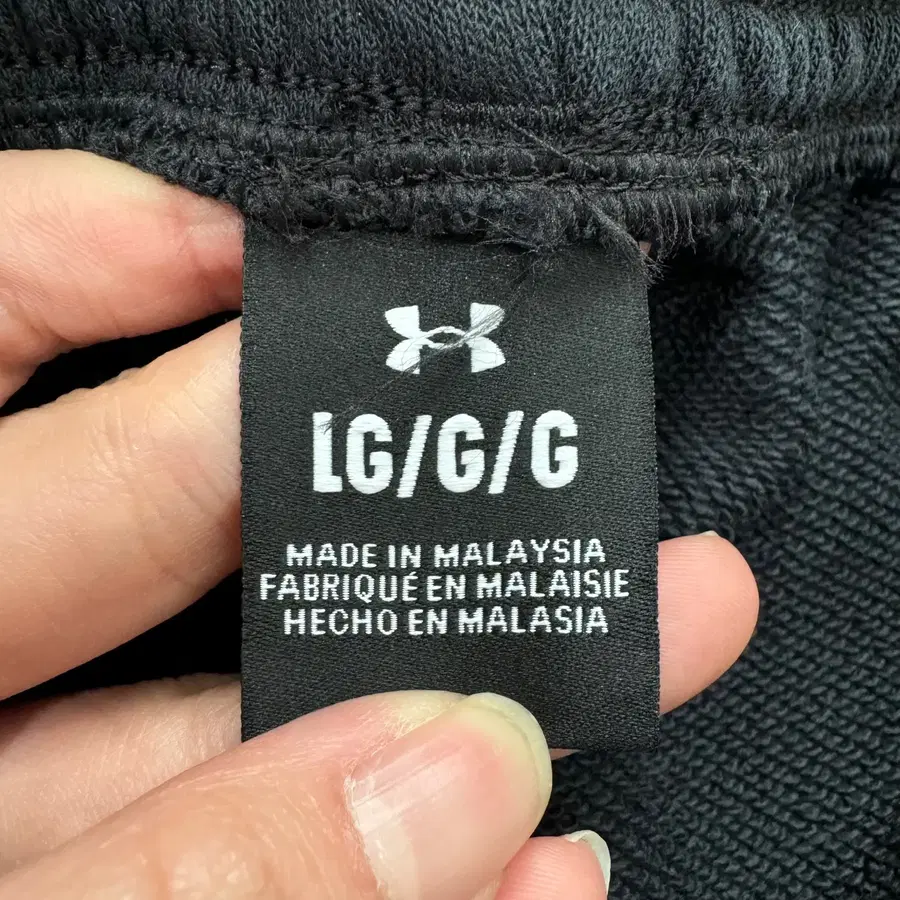 LG/G/G
MADE IN MALAYSIA
FABRIQUÉ EN MALAISIE
HECHO EN MALASIA